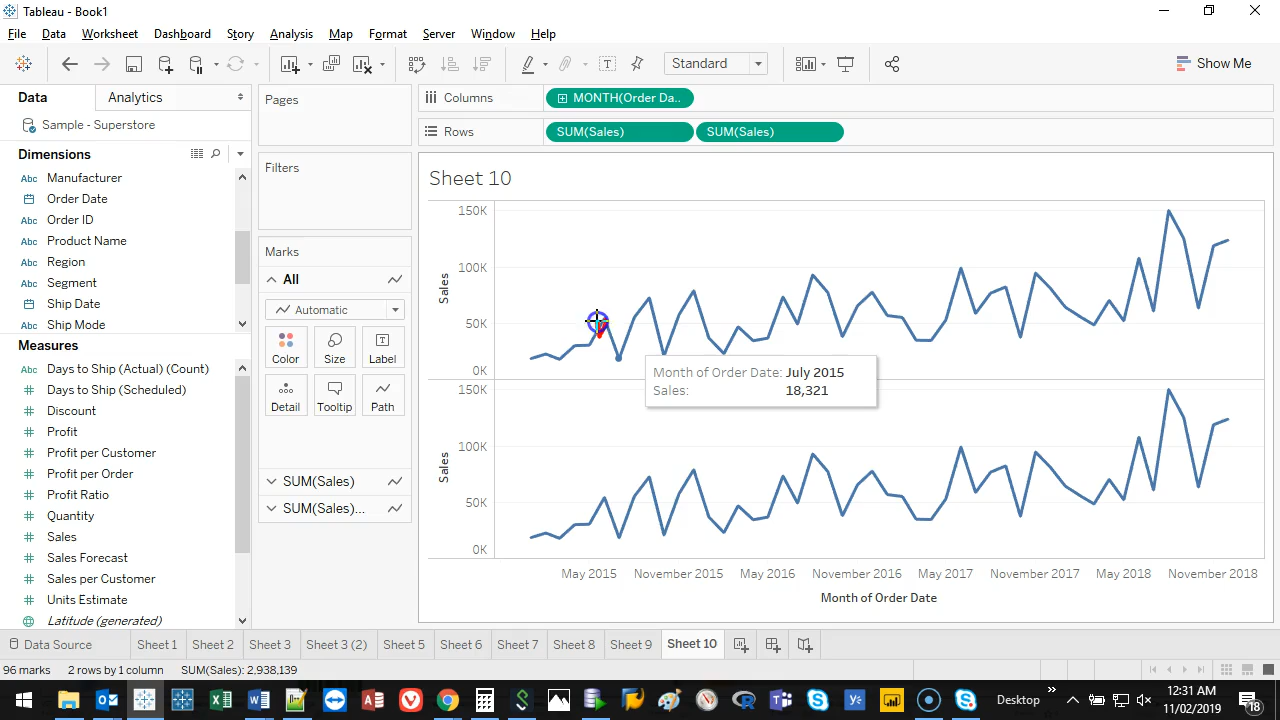 Tableau - Book1
File Data Worksheet Dashboard Story Analysis Map Format Server Window Help
Standard
Show Me
Data Analytics
Sample - Superstore
Dimensions
Abc Manufacturer
Order Date
Abc Order ID
Abc Product Name
Abc Region
Abc Segment
Ship Date
Abc Ship Mode
Measures
Abc Days to Ship (Actual) (Count)
# Days to Ship (Scheduled)
# Discount
# Profit
# Profit per Customer
# Profit per Order
# Profit Ratio
# Quantity
# Sales
# Sales Forecast
# Sales per Customer
# Units Estimate
Latitude (generated)
Pages
Filters
Marks
All
Automatic
Color Size Label
Detail Tooltip Path
SUM(Sales)
SUM(Sales)...
Columns MONTH(Order Da..
Rows SUM(Sales) SUM(Sales)
Sheet 10
150K
100K
50K
0K
Sales
Month of Order Date: July 2015
Sales: 18,321
150K
100K
50K
0K
Sales
May 2015 November 2015 May 2016 November 2016 May 2017 November 2017 May 2018 November 2018
Month of Order Date
Data Source Sheet 1 Sheet 2 Sheet 3 Sheet 3 (2) Sheet 5 Sheet 6 Sheet 7 Sheet 8 Sheet 9 Sheet 10
96 marks 2 rows by 1 column SUM(Sales): 2,938,139
Desktop
12:31 AM
11/02/2019
18